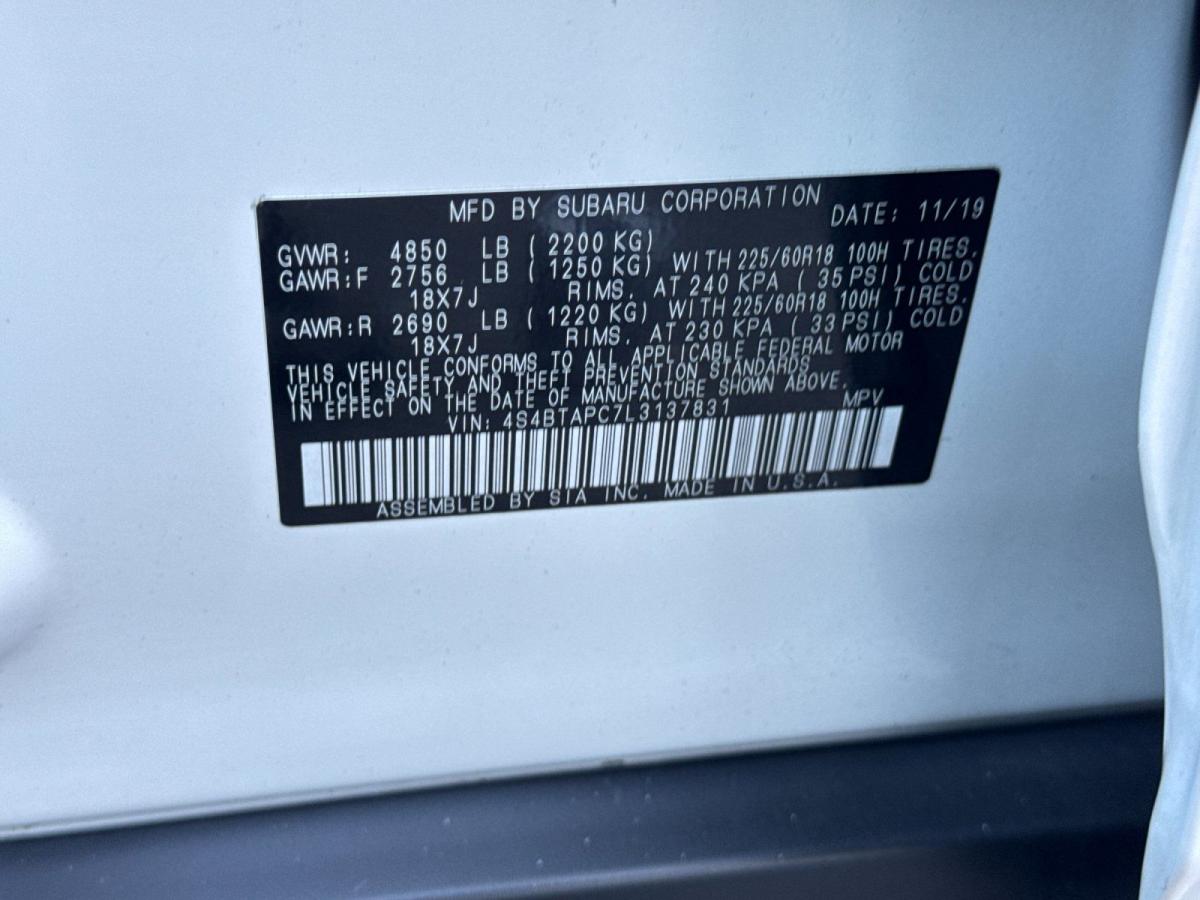 MFD BY SUBARU CORPORATION DATE: 11/19
GVWR: 4850 LB ( 2200 KG)
GAWR:F 2756 LB ( 1250 KG) WITH 225/60R18 100H TIRES.
18X7J RIMS. AT 240 KPA ( 35 PSI) COLD
GAWR:R 2690 LB ( 1220 KG) WITH 225/60R18 100H TIRES.
18X7J RIMS. AT 230 KPA ( 33 PSI) COLD
THIS VEHICLE CONFORMS TO ALL APPLICABLE FEDERAL MOTOR
VEHICLE SAFETY AND THEFT PREVENTION STANDARDS
IN EFFECT ON THE DATE OF MANUFACTURE SHOWN ABOVE.
VIN: 4S4BTAPC7L3137831 MPV
ASSEMBLED BY SIA INC. MADE IN U.S.A.